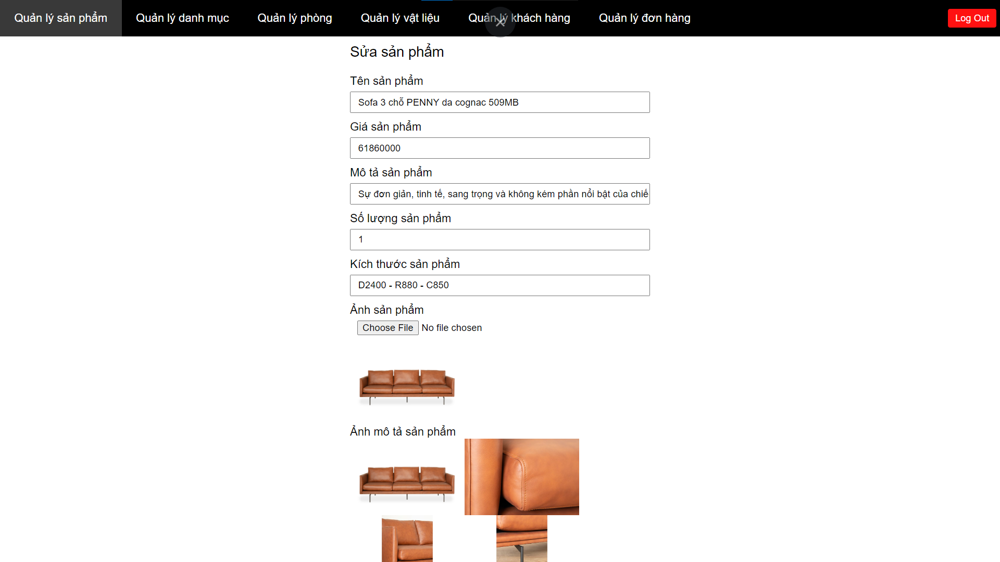 Quản lý sản phẩm Quản lý danh mục Quản lý phòng Quản lý vật liệu Quản lý khách hàng Quản lý đơn hàng Log Out
Sửa sản phẩm
Tên sản phẩm
Sofa 3 chỗ PENNY da cognac 509MB
Giá sản phẩm
61860000
Mô tả sản phẩm
Sự đơn giản, tinh tế, sang trọng và không kém phần nổi bật của chiế
Số lượng sản phẩm
1
Kích thước sản phẩm
D2400 - R880 - C850
Ảnh sản phẩm
Choose File No file chosen
Ảnh mô tả sản phẩm